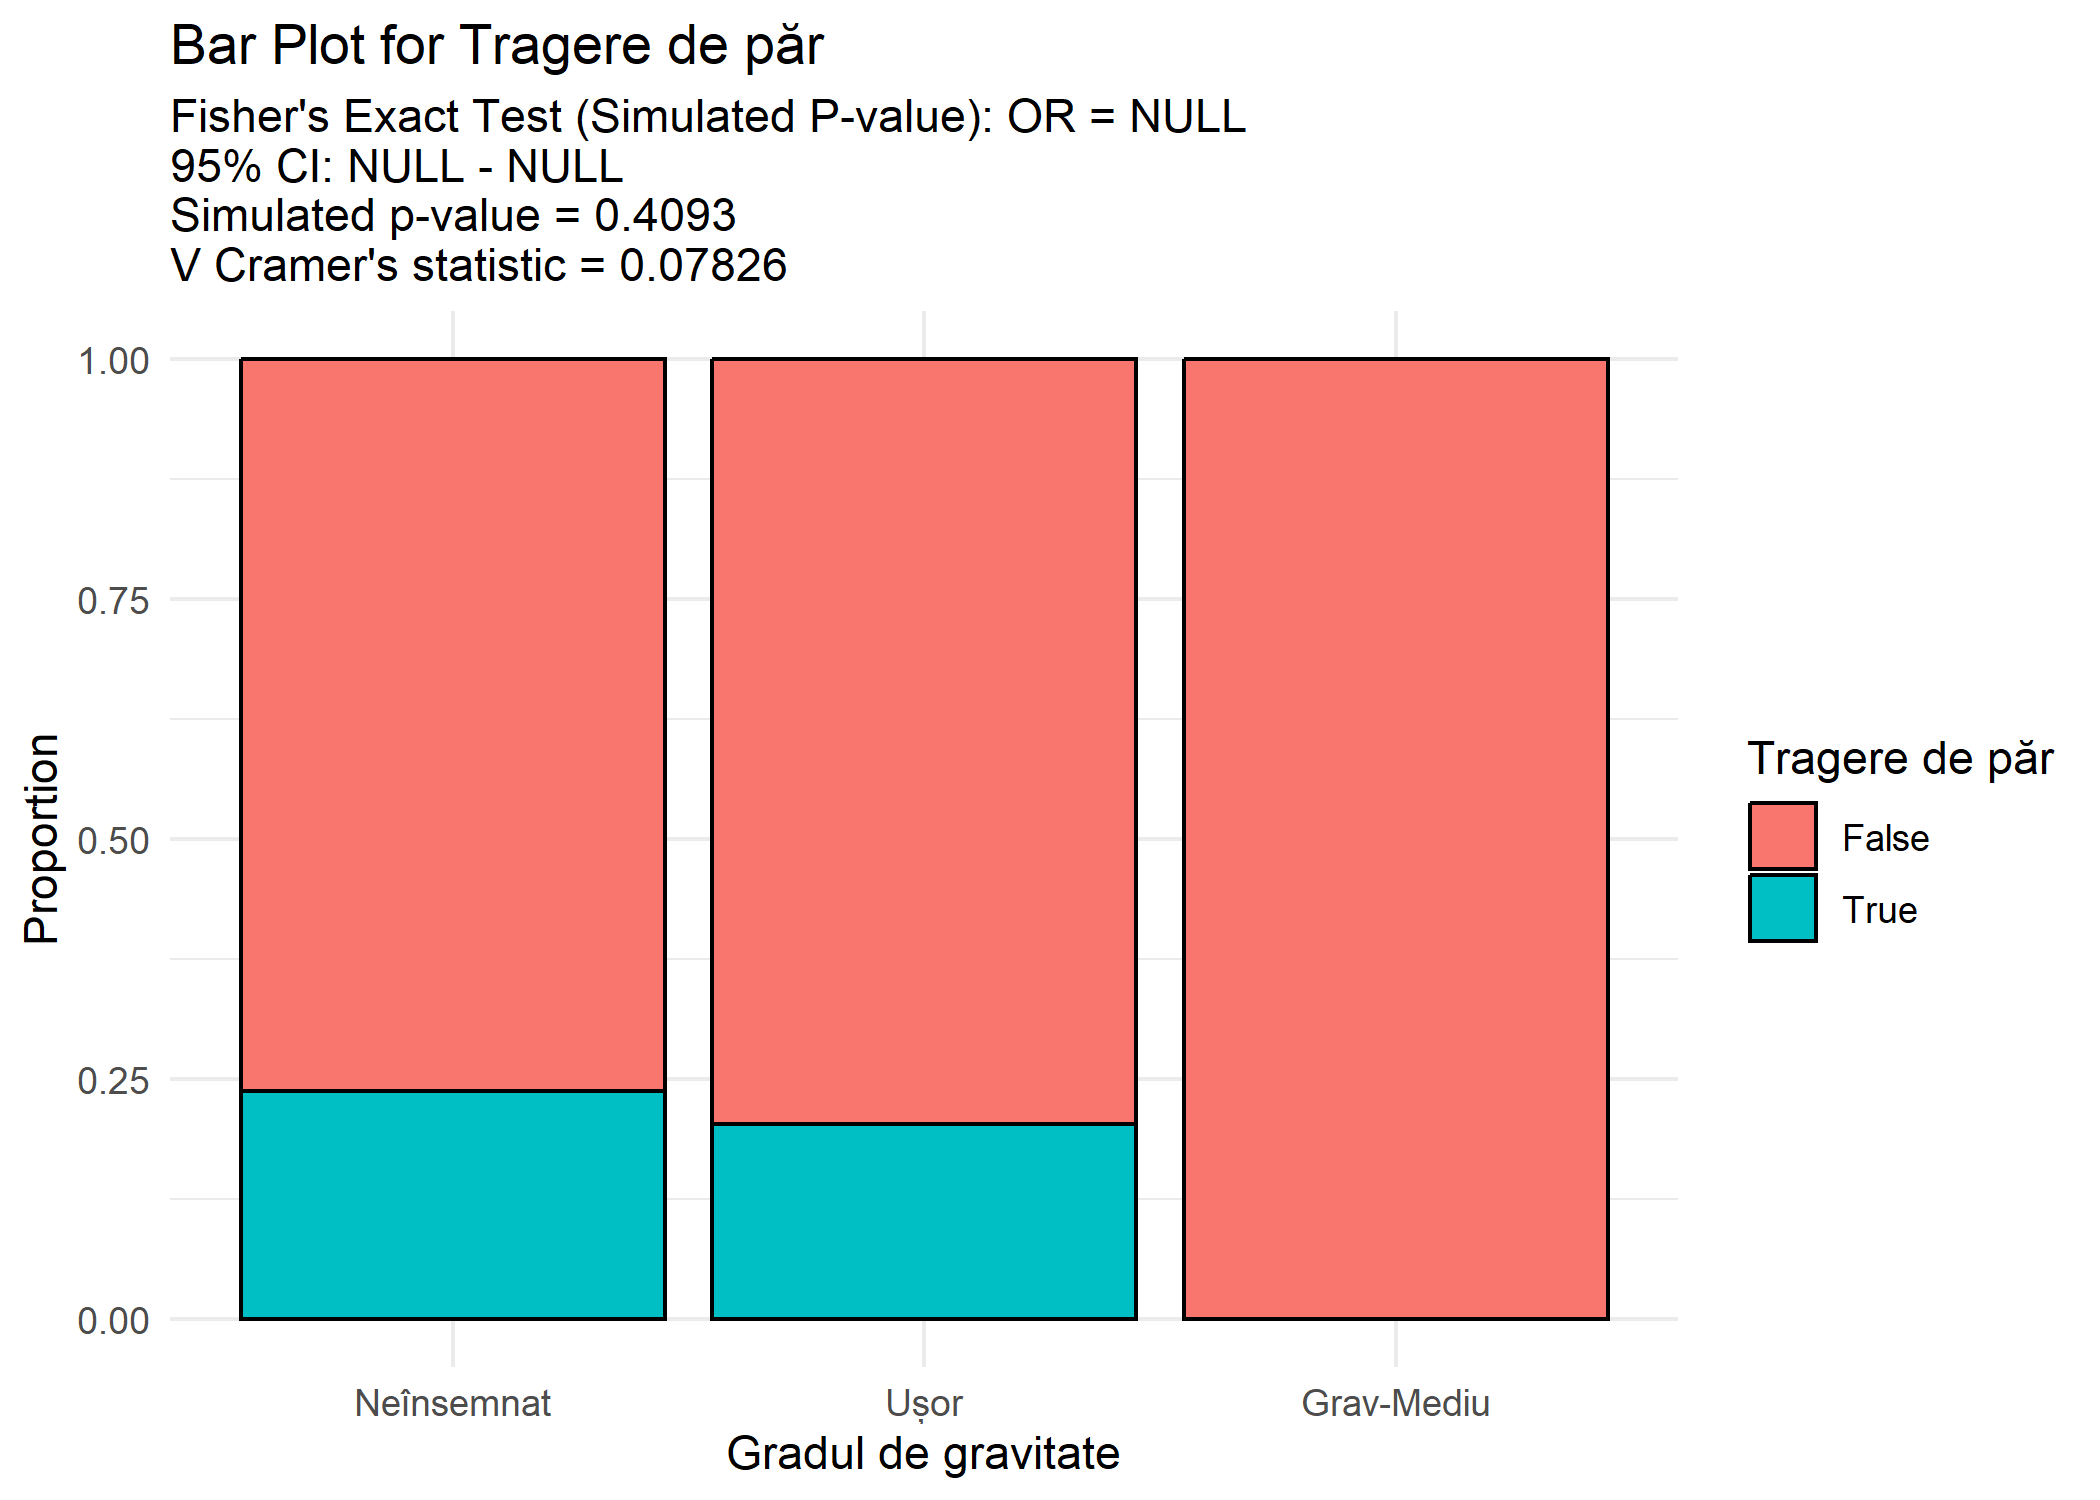 Bar Plot for Tragere de păr
Fisher's Exact Test (Simulated P-value): OR = NULL
95% CI: NULL - NULL
Simulated p-value = 0.4093
V Cramer's statistic = 0.07826
1.00
0.75
0.50
0.25
0.00
Proportion
Neînsemnat
Ușor
Grav-Mediu
Gradul de gravitate
Tragere de păr
False
True